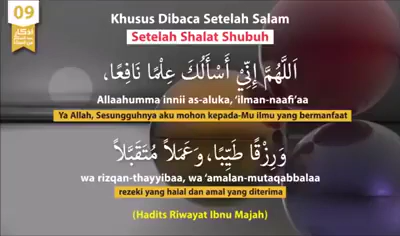 09
Khusus Dibaca Setelah Salam
Setelah Shalat Shubuh
اَللَّهُمَّ إِنِّيْ أَسْأَلُكَ عِلْمًا نَافِعًا،
Allaahumma innii as-aluka, 'ilman-naafi'aa
Ya Allah, Sesungguhnya aku mohon kepada-Mu ilmu yang bermanfaat
وَرِزْقًا طَيِّبًا، وَعَمَلاً مُتَقَبَّلاً
wa rizqan-thayyibaa, wa 'amalan-mutaqabbalaa
rezeki yang halal dan amal yang diterima
(Hadits Riwayat Ibnu Majah)